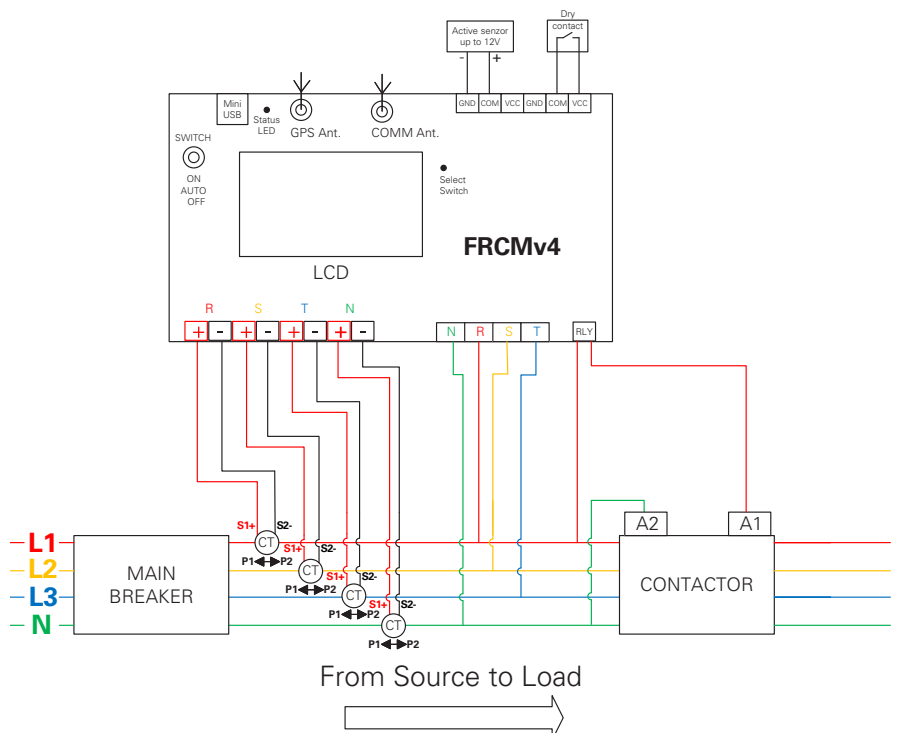 Dry
contact
Active senzor
up to 12V
- +
GND COM VCC GND COM VCC
Mini
USB
Status
LED
GPS Ant.
COMM Ant.
SWITCH
ON
AUTO
OFF
Select
Switch
FRCMv4
LCD
R S T N
+ - + - + - + -
N R S T
RLY
S1+ S2-
CT
P1 P2
S1+ S2-
CT
P1 P2
S1+ S2-
CT
P1 P2
S1+ S2-
CT
P1 P2
L1
L2
L3
N
MAIN
BREAKER
A2 A1
CONTACTOR
From Source to Load